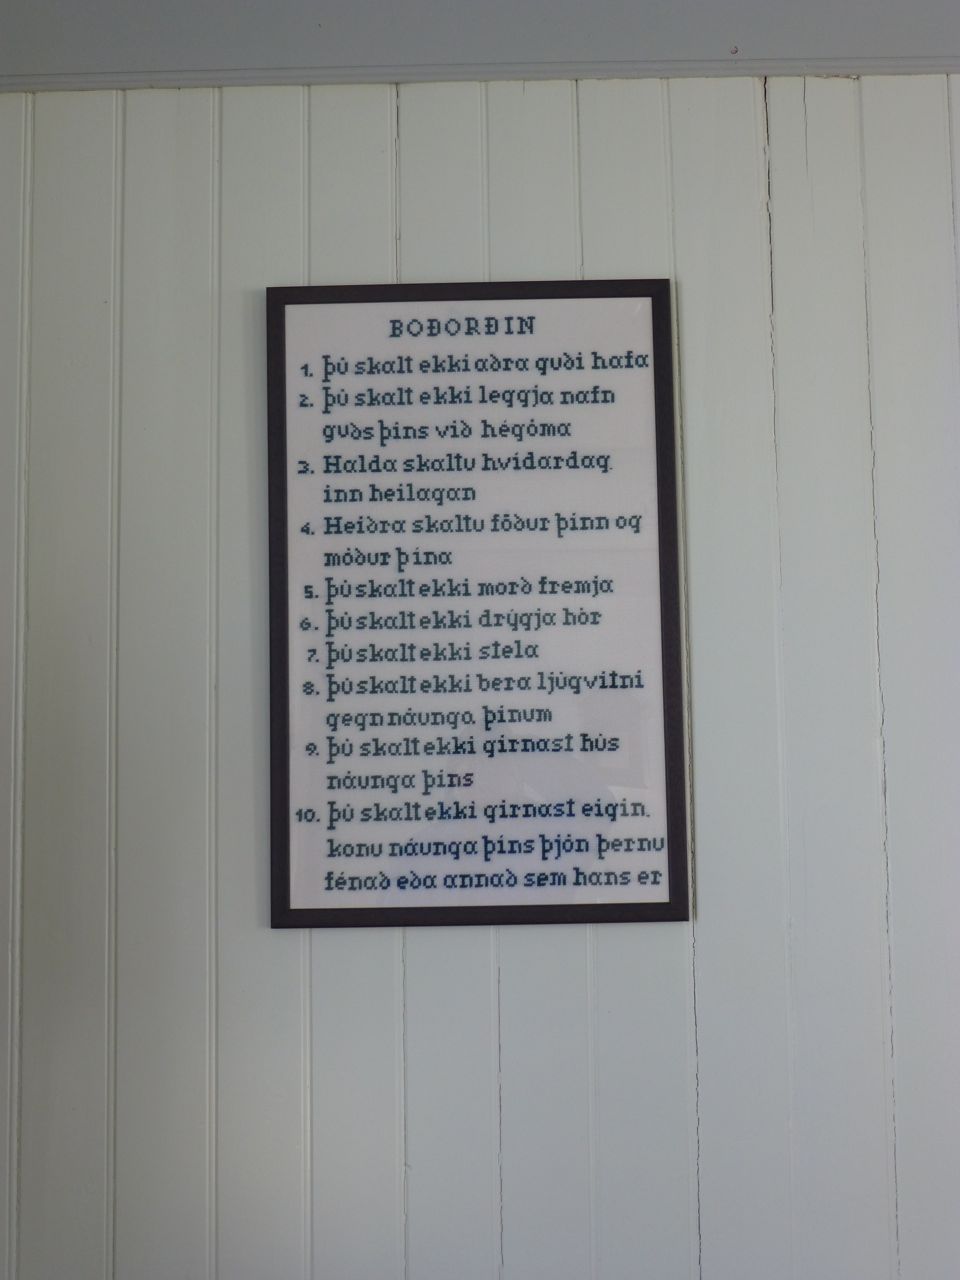 BOÐORÐIN
1. Þú skalt ekki aðra guði hafa
2. Þú skalt ekki leggja nafn
guðs þíns við hégóma
3. Halda skaltu hvíldardag.
inn heilagan
4. Heiðra skaltu föður þinn og
móður þína
5. Þú skalt ekki morð fremja
6. Þú skalt ekki drýgja hór
7. Þú skalt ekki stela
8. Þú skalt ekki bera ljúgvitni
gegn náunga þínum
9. Þú skalt ekki girnast hús
náunga þíns
10. Þú skalt ekki girnast eigin.
konu náunga þíns þjón þernu
fénað eða annað sem hans er